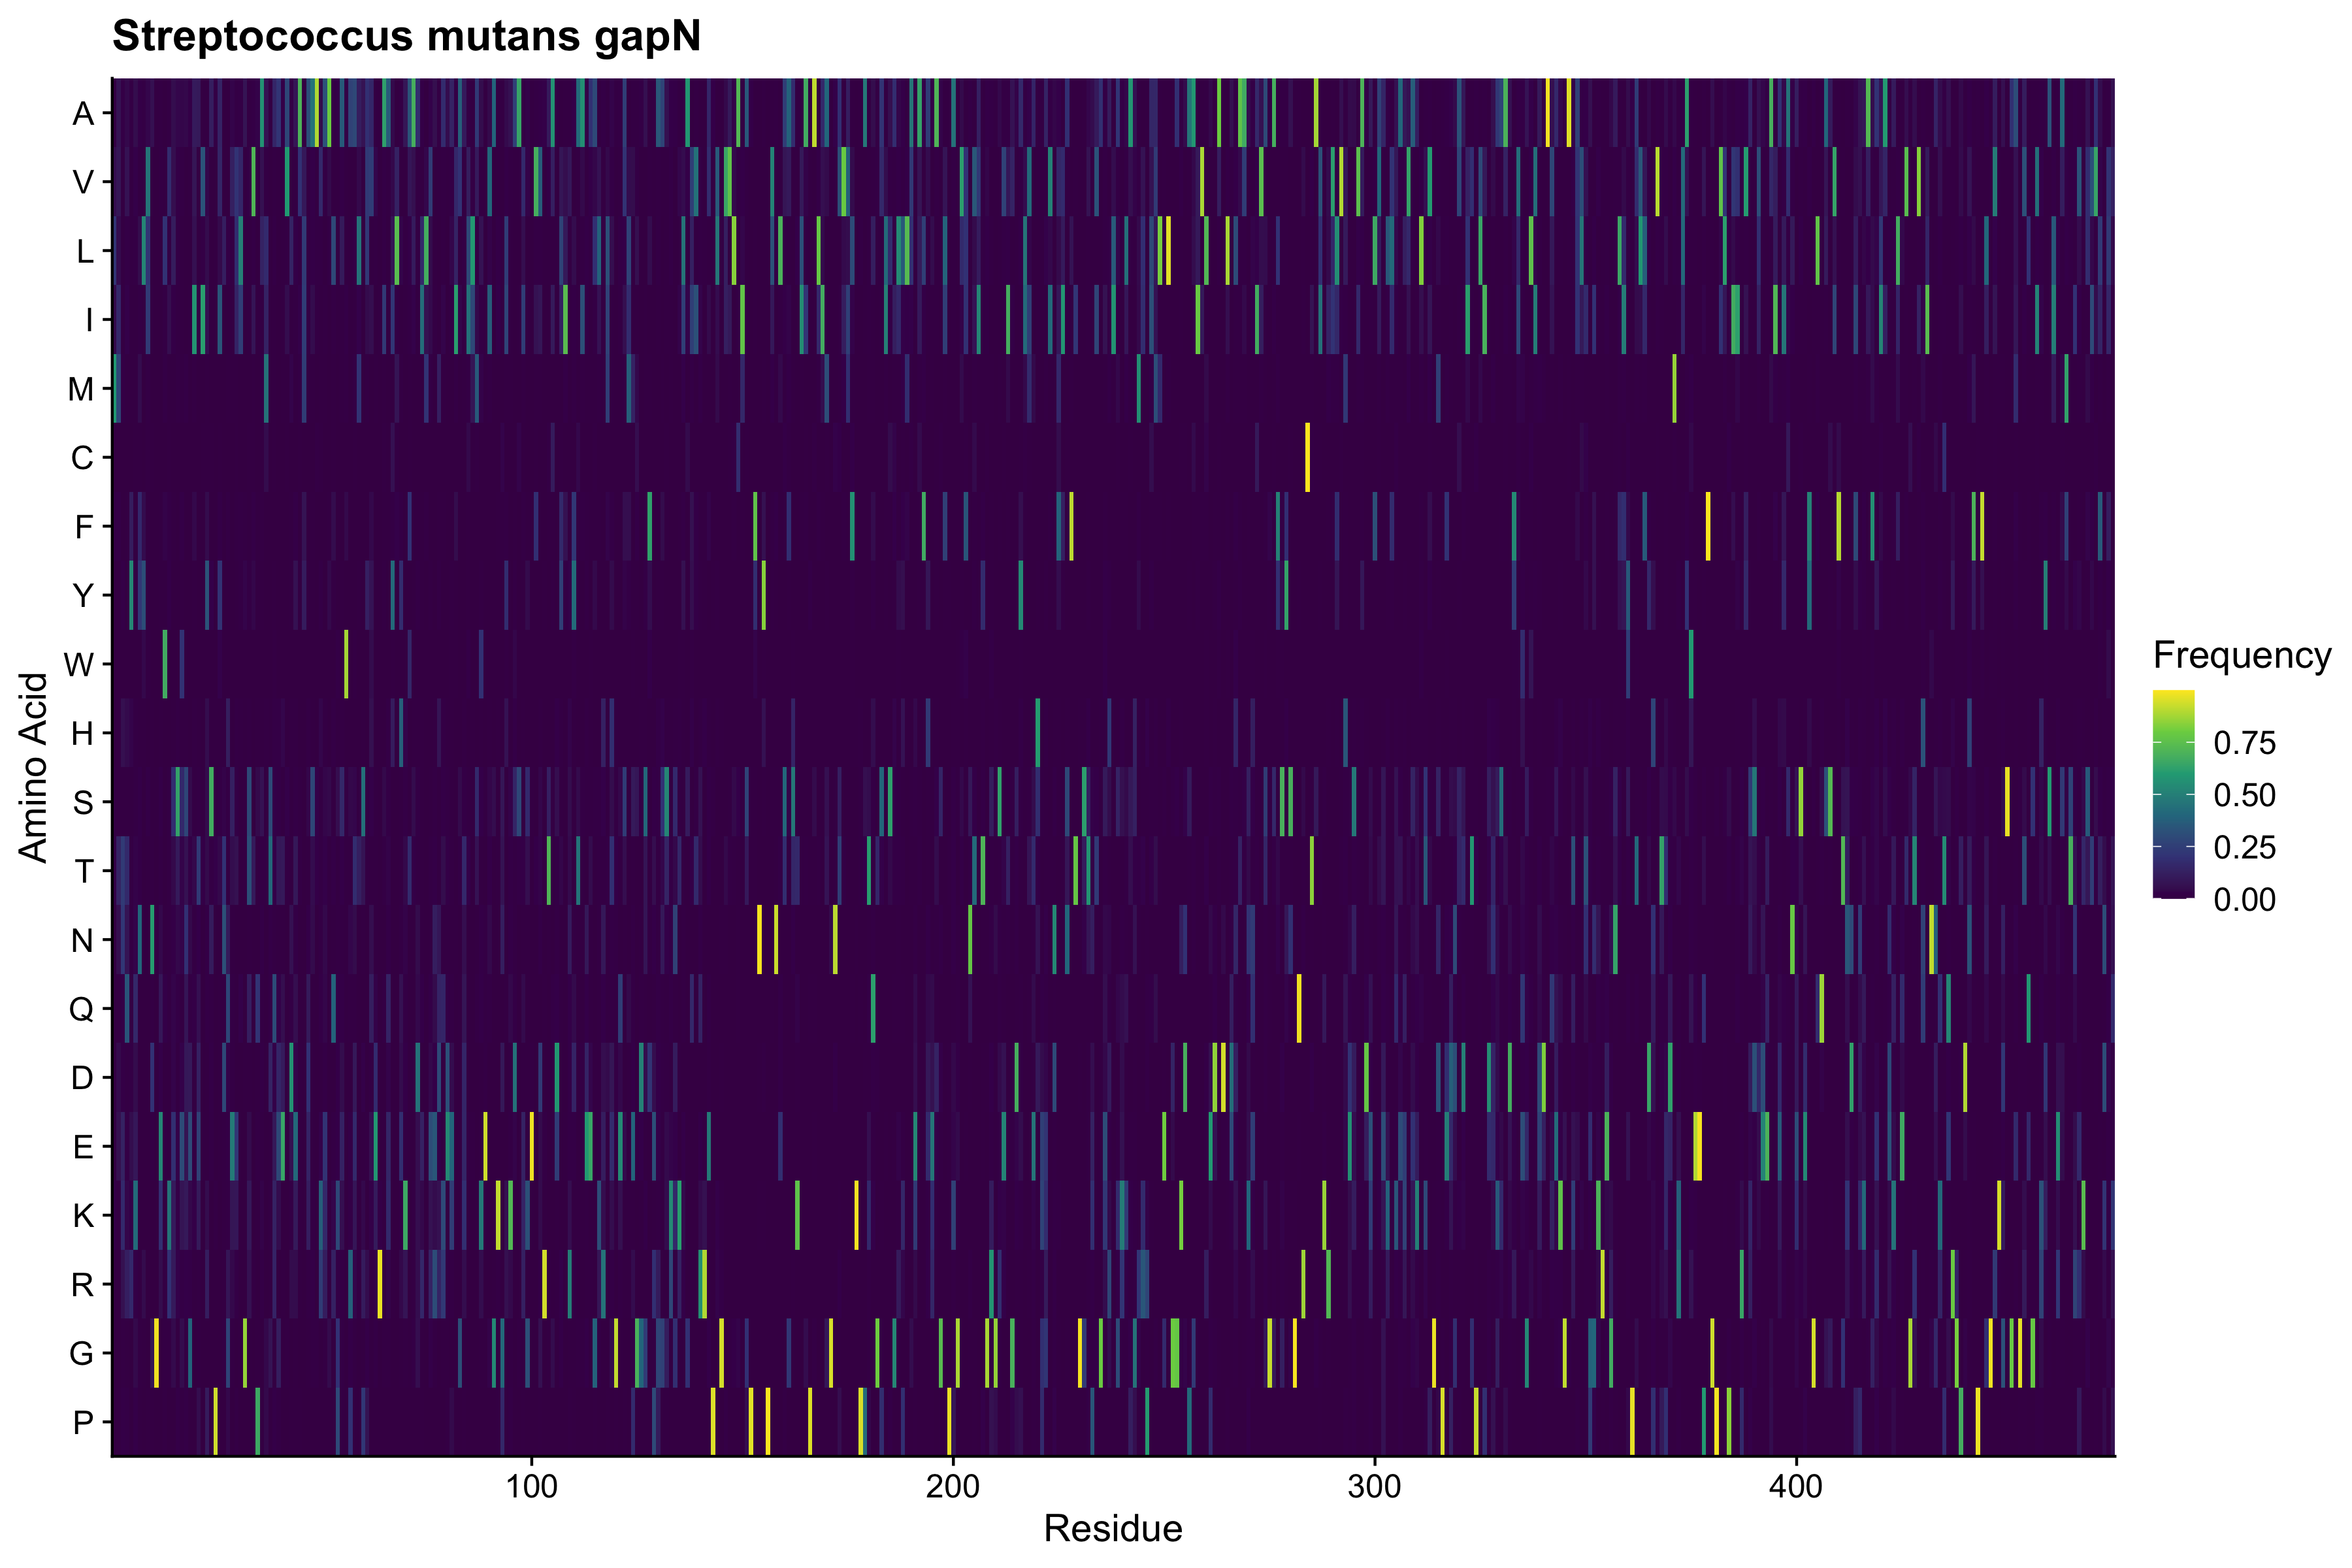 Streptococcus mutans gapN
A
V
L
I
M
C
F
Y
W
H
S
T
N
Q
D
E
K
R
G
P
Amino Acid
100 200 300 400
Residue
Frequency
0.75
0.50
0.25
0.00